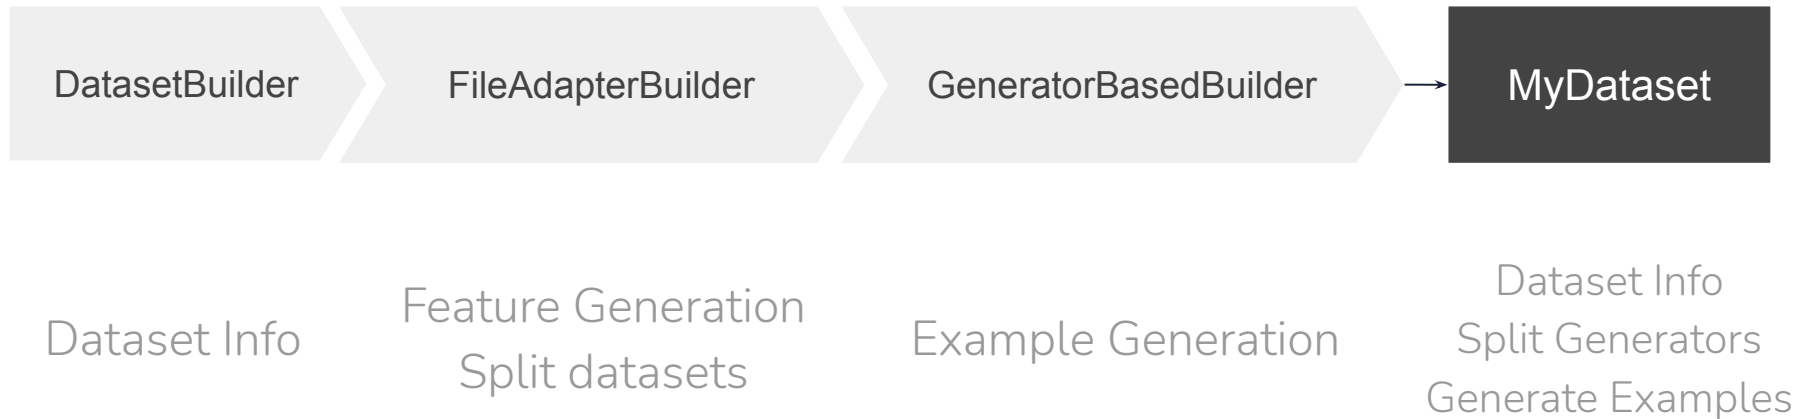 DatasetBuilder
FileAdapterBuilder
GeneratorBasedBuilder
MyDataset
Dataset Info
Feature Generation
Split datasets
Example Generation
Dataset Info
Split Generators
Generate Examples